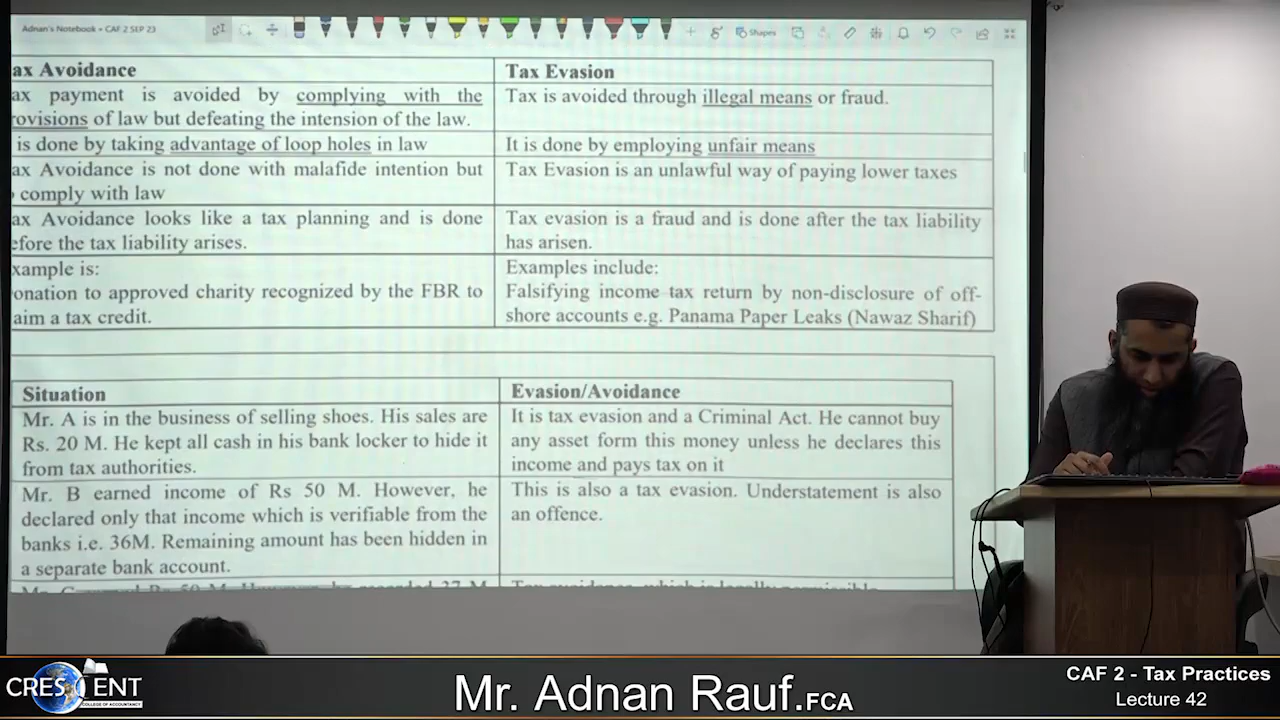 Adnan's Notebook • CAF 2 SEP 23
Shapes
ax Avoidance
Tax Evasion
ax payment is avoided by complying with the
rovisions of law but defeating the intension of the law.
Tax is avoided through illegal means or fraud.
is done by taking advantage of loop holes in law
It is done by employing unfair means
ax Avoidance is not done with malafide intention but
comply with law
Tax Evasion is an unlawful way of paying lower taxes
ax Avoidance looks like a tax planning and is done
efore the tax liability arises.
Tax evasion is a fraud and is done after the tax liability
has arisen.
xample is:
onation to approved charity recognized by the FBR to
aim a tax credit.
Examples include:
Falsifying income tax return by non-disclosure of off-
shore accounts e.g. Panama Paper Leaks (Nawaz Sharif)
Situation
Evasion/Avoidance
Mr. A is in the business of selling shoes. His sales are
Rs. 20 M. He kept all cash in his bank locker to hide it
from tax authorities.
It is tax evasion and a Criminal Act. He cannot buy
any asset form this money unless he declares this
income and pays tax on it
Mr. B earned income of Rs 50 M. However, he
declared only that income which is verifiable from the
banks i.e. 36M. Remaining amount has been hidden in
a separate bank account.
This is also a tax evasion. Understatement is also
an offence.
CRESCENT
COLLEGE OF ACCOUNTANCY
Mr. Adnan Rauf.FCA
CAF 2 - Tax Practices
Lecture 42